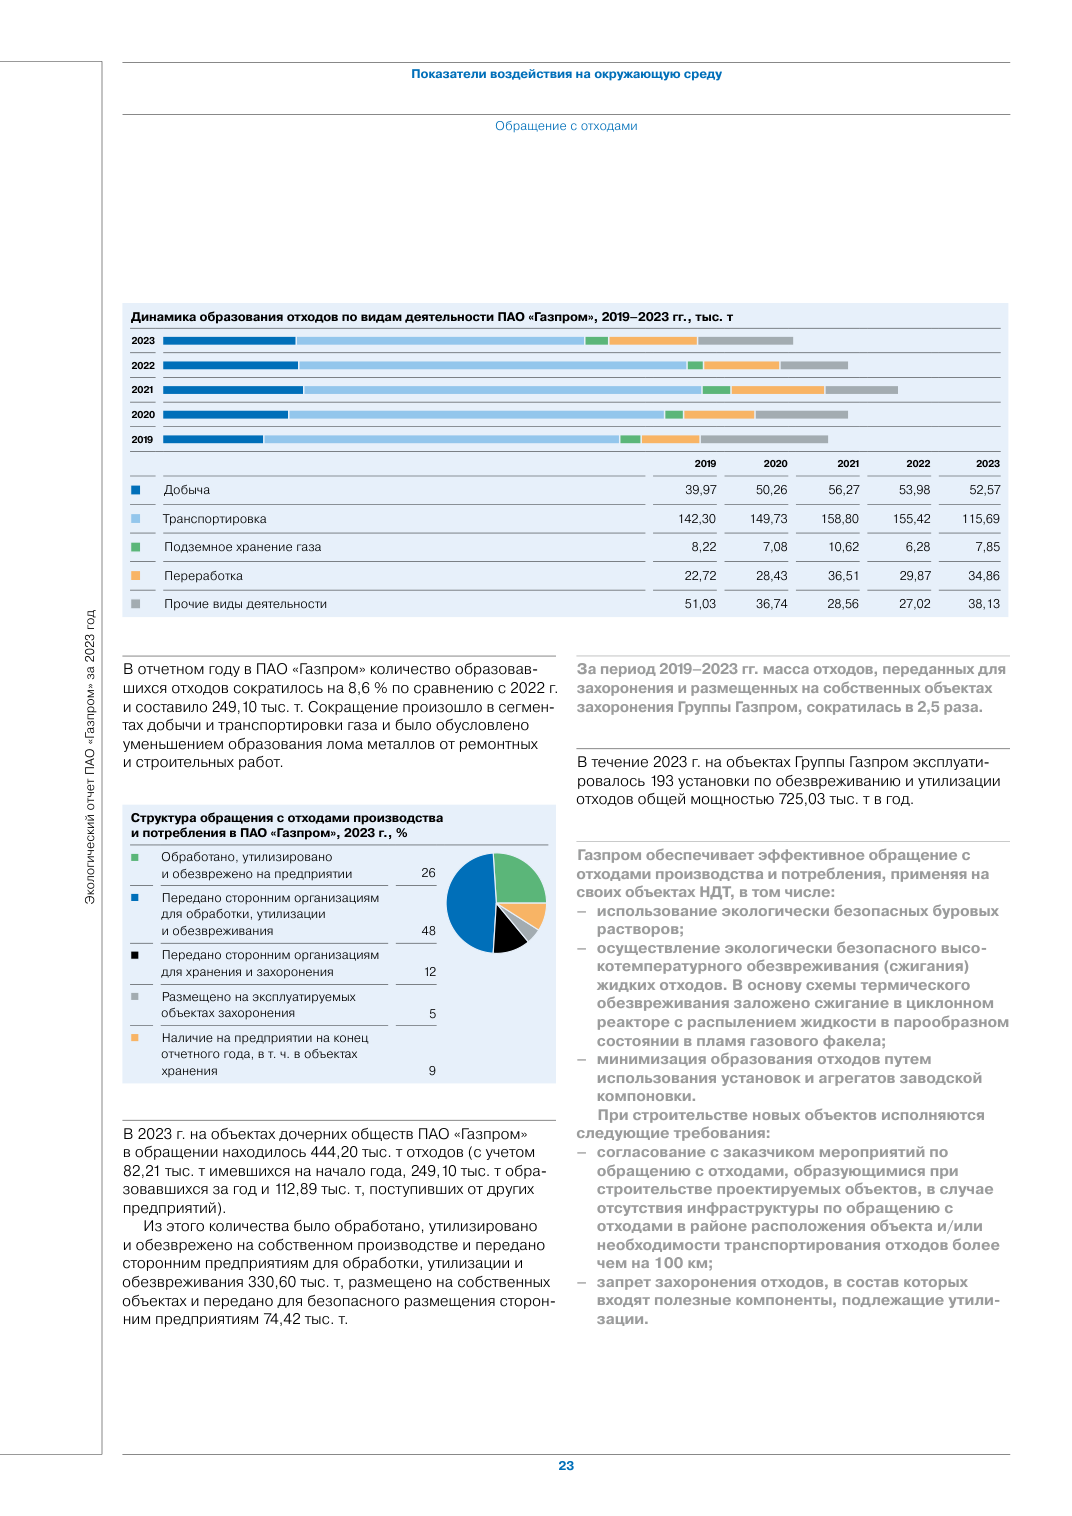 Показатели воздействия на окружающую среду
Обращение с отходами
Экологический отчет ПАО «Газпром» за 2023 год
Динамика образования отходов по видам деятельности ПАО «Газпром», 2019–2023 гг., тыс. т
2023
2022
2021
2020
2019
2019 2020 2021 2022 2023
Добыча 39,97 50,26 56,27 53,98 52,57
Транспортировка 142,30 149,73 158,80 155,42 115,69
Подземное хранение газа 8,22 7,08 10,62 6,28 7,85
Переработка 22,72 28,43 36,51 29,87 34,86
Прочие виды деятельности 51,03 36,74 28,56 27,02 38,13
В отчетном году в ПАО «Газпром» количество образовав-
шихся отходов сократилось на 8,6 % по сравнению с 2022 г.
и составило 249,10 тыс. т. Сокращение произошло в сегмен-
тах добычи и транспортировки газа и было обусловлено
уменьшением образования лома металлов от ремонтных
и строительных работ.
Структура обращения с отходами производства
и потребления в ПАО «Газпром», 2023 г., %
Обработано, утилизировано
и обезврежено на предприятии 26
Передано сторонним организациям
для обработки, утилизации
и обезвреживания 48
Передано сторонним организациям
для хранения и захоронения 12
Размещено на эксплуатируемых
объектах захоронения 5
Наличие на предприятии на конец
отчетного года, в т. ч. в объектах
хранения 9
В 2023 г. на объектах дочерних обществ ПАО «Газпром»
в обращении находилось 444,20 тыс. т отходов (с учетом
82,21 тыс. т имевшихся на начало года, 249,10 тыс. т обра-
зовавшихся за год и 112,89 тыс. т, поступивших от других
предприятий).
Из этого количества было обработано, утилизировано
и обезврежено на собственном производстве и передано
сторонним предприятиям для обработки, утилизации и
обезвреживания 330,60 тыс. т, размещено на собственных
объектах и передано для безопасного размещения сторон-
ним предприятиям 74,42 тыс. т.
За период 2019–2023 гг. масса отходов, переданных для
захоронения и размещенных на собственных объектах
захоронения Группы Газпром, сократилась в 2,5 раза.
В течение 2023 г. на объектах Группы Газпром эксплуати-
ровалось 193 установки по обезвреживанию и утилизации
отходов общей мощностью 725,03 тыс. т в год.
Газпром обеспечивает эффективное обращение с
отходами производства и потребления, применяя на
своих объектах НДТ, в том числе:
– использование экологически безопасных буровых
растворов;
– осуществление экологически безопасного высо-
котемпературного обезвреживания (сжигания)
жидких отходов. В основу схемы термического
обезвреживания заложено сжигание в циклонном
реакторе с распылением жидкости в парообразном
состоянии в пламя газового факела;
– минимизация образования отходов путем
использования установок и агрегатов заводской
компоновки.
При строительстве новых объектов исполняются
следующие требования:
– согласование с заказчиком мероприятий по
обращению с отходами, образующимися при
строительстве проектируемых объектов, в случае
отсутствия инфраструктуры по обращению с
отходами в районе расположения объекта и/или
необходимости транспортирования отходов более
чем на 100 км;
– запрет захоронения отходов, в состав которых
входят полезные компоненты, подлежащие утили-
зации.
23